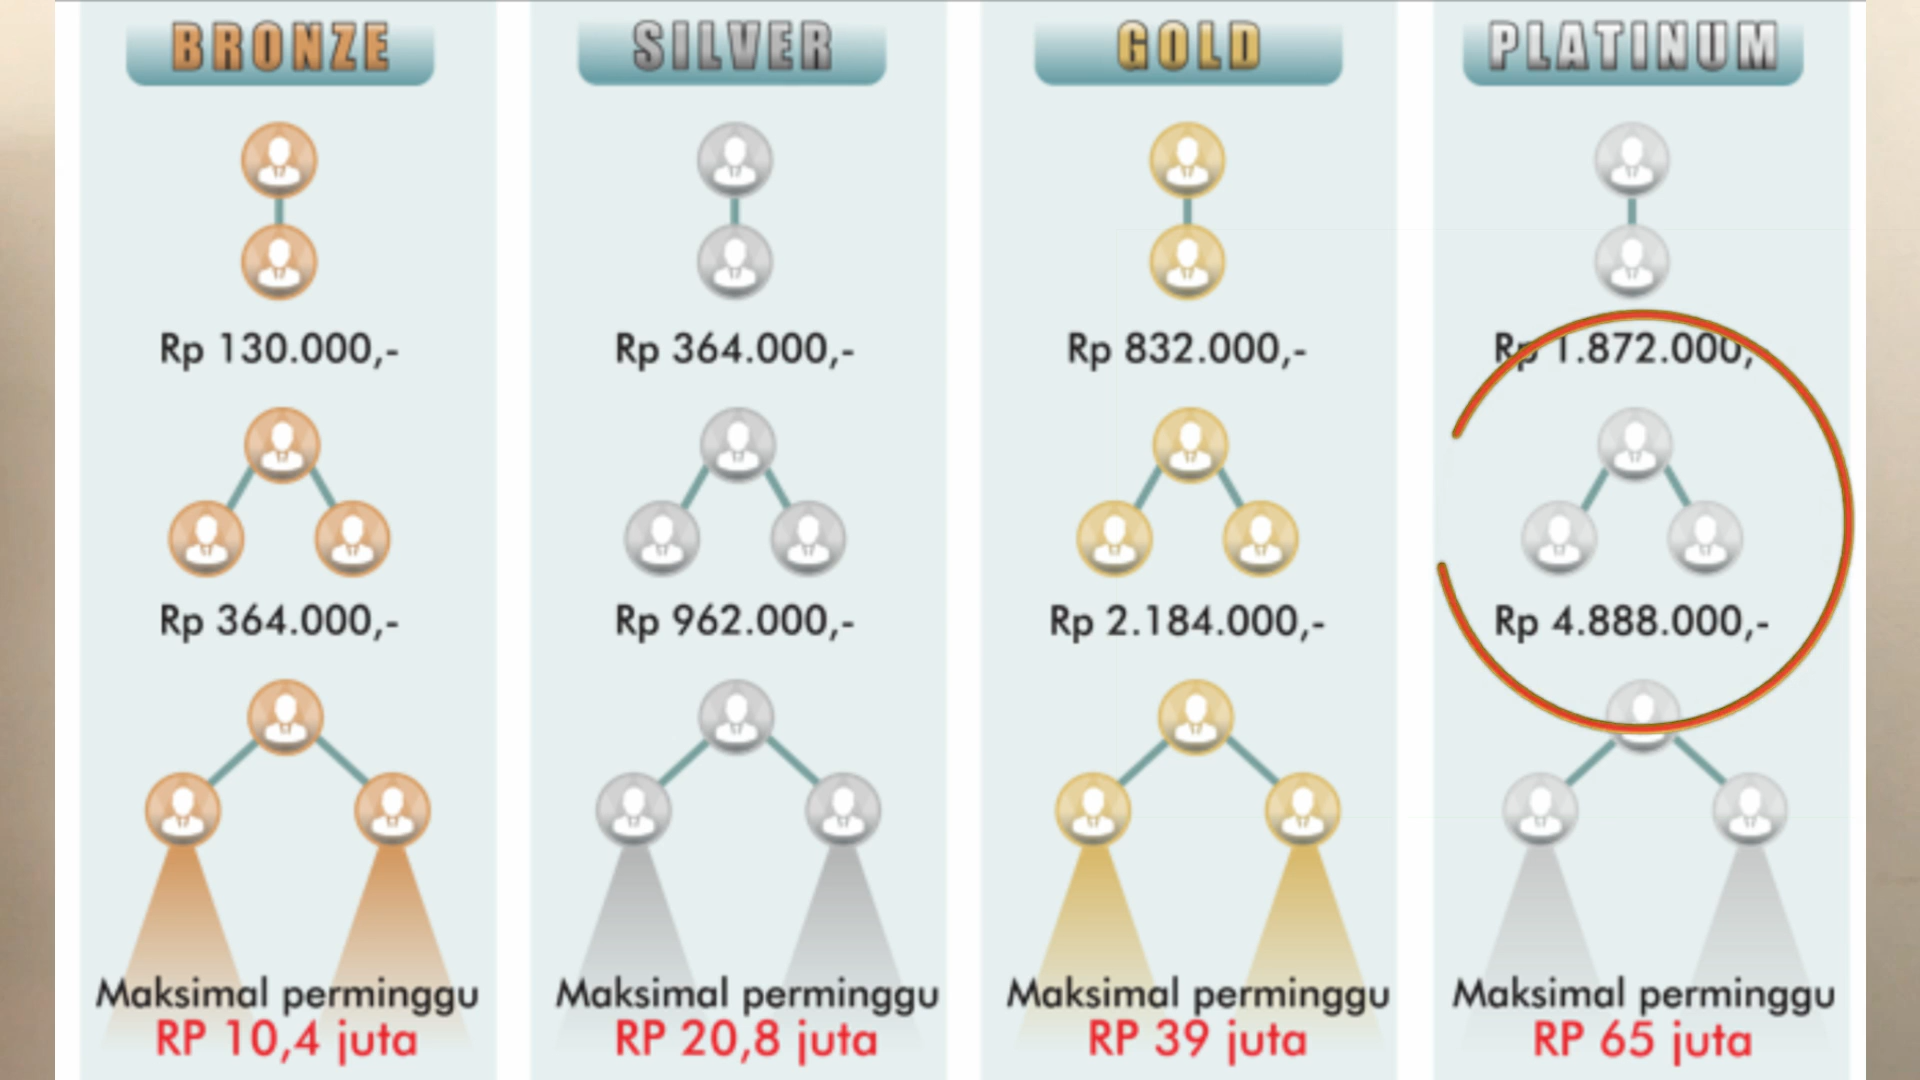 BRONZE
SILVER
GOLD
PLATINUM
Rp 130.000,-
Rp 364.000,-
Rp 832.000,-
Rp 1.872.000,
Rp 364.000,-
Rp 962.000,-
Rp 2.184.000,-
Rp 4.888.000,-
Maksimal perminggu
RP 10,4 juta
Maksimal perminggu
RP 20,8 juta
Maksimal perminggu
RP 39 juta
Maksimal perminggu
RP 65 juta